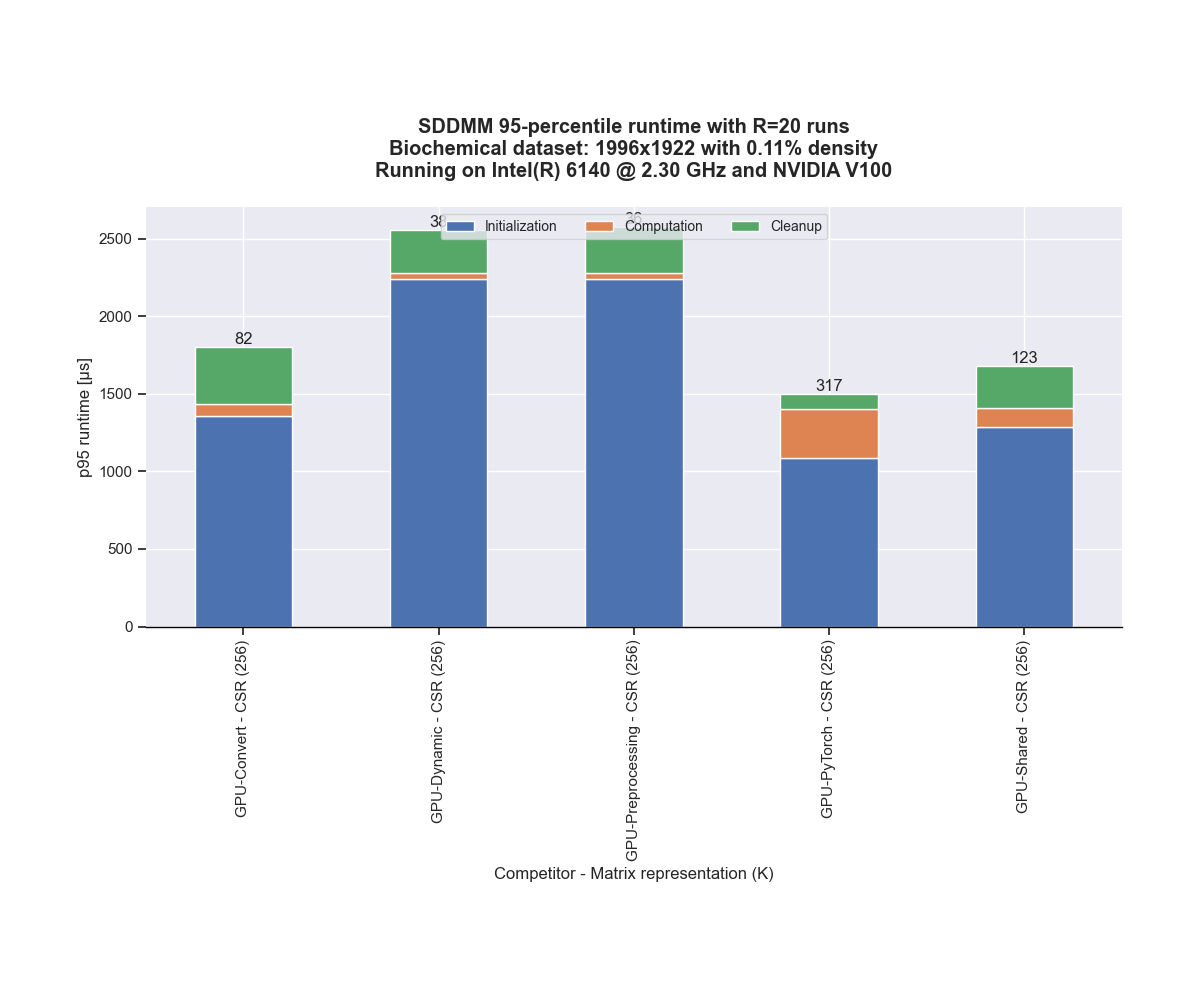 SDDMM 95-percentile runtime with R=20 runs
Biochemical dataset: 1996x1922 with 0.11% density
Running on Intel(R) 6140 @ 2.30 GHz and NVIDIA V100
Initialization Computation Cleanup
82
38
317
123
p95 runtime [µs]
2500
2000
1500
1000
500
0
GPU-Convert - CSR (256)
GPU-Dynamic - CSR (256)
GPU-Preprocessing - CSR (256)
GPU-PyTorch - CSR (256)
GPU-Shared - CSR (256)
Competitor - Matrix representation (K)